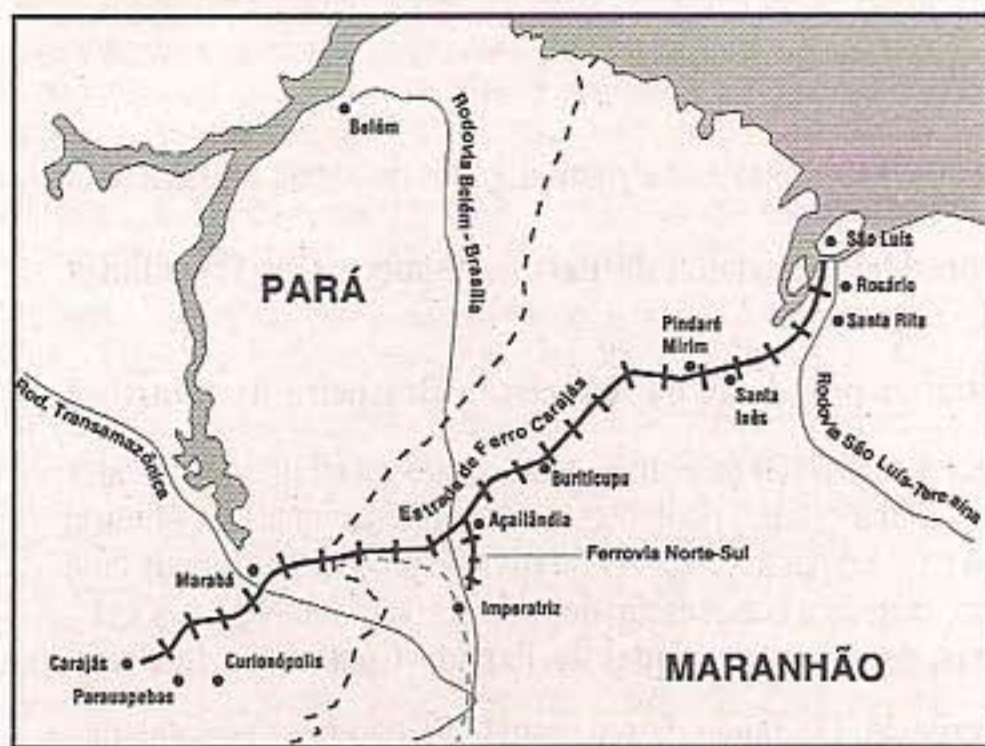 Belém
Rodovia Belém - Brasília
PARÁ
São Luís
Rosário
Santa Rita
Pindaré
Mirim
Santa
Inês
Rod. Transamazônica
Estrada de Ferro Carajás
Rodovia São Luís-Teresina
Buriticupu
Açailândia
Ferrovia Norte-Sul
Marabá
Imperatriz
Carajás
Curionópolis
Parauapebas
MARANHÃO